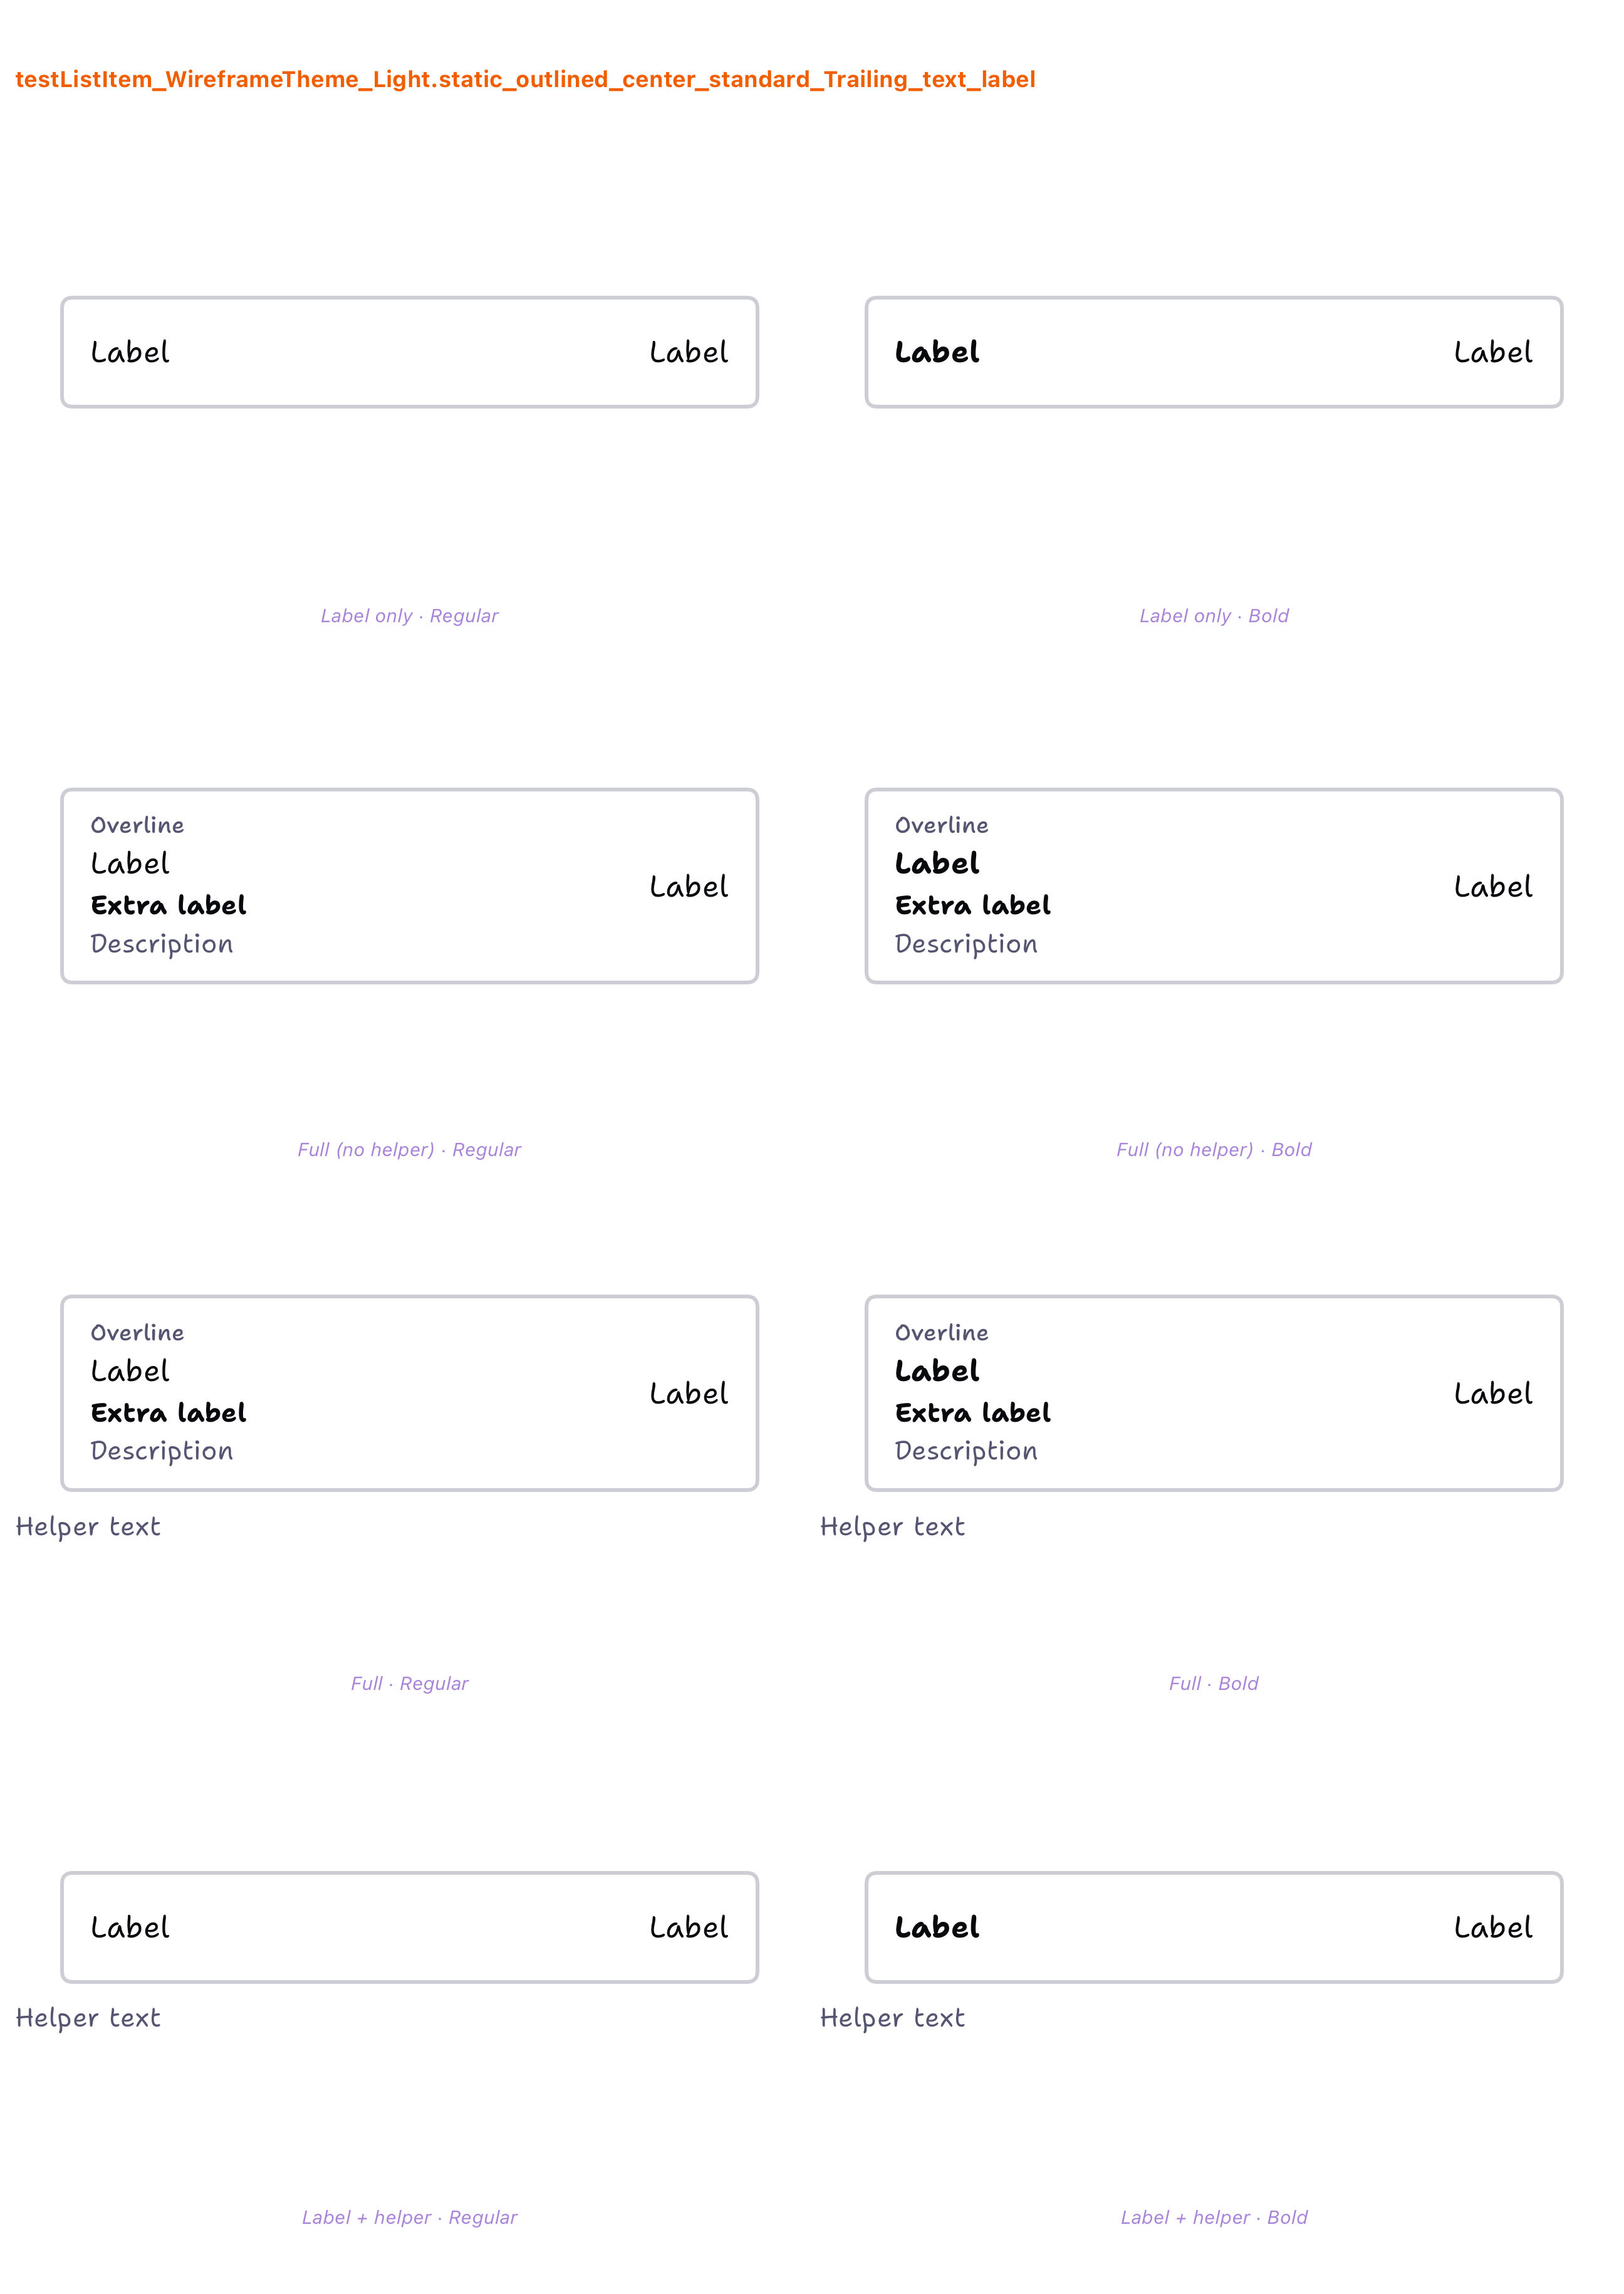 testListItem_WireframeTheme_Light.static_outlined_center_standard_Trailing_text_label
Label Label
Label Label
Label only · Regular
Label only · Bold
Overline
Label
Extra label
Description
Label
Overline
Label
Extra label
Description
Label
Full (no helper) · Regular
Full (no helper) · Bold
Overline
Label
Extra label
Description
Label
Helper text
Overline
Label
Extra label
Description
Label
Helper text
Full · Regular
Full · Bold
Label Label
Helper text
Label Label
Helper text
Label + helper · Regular
Label + helper · Bold